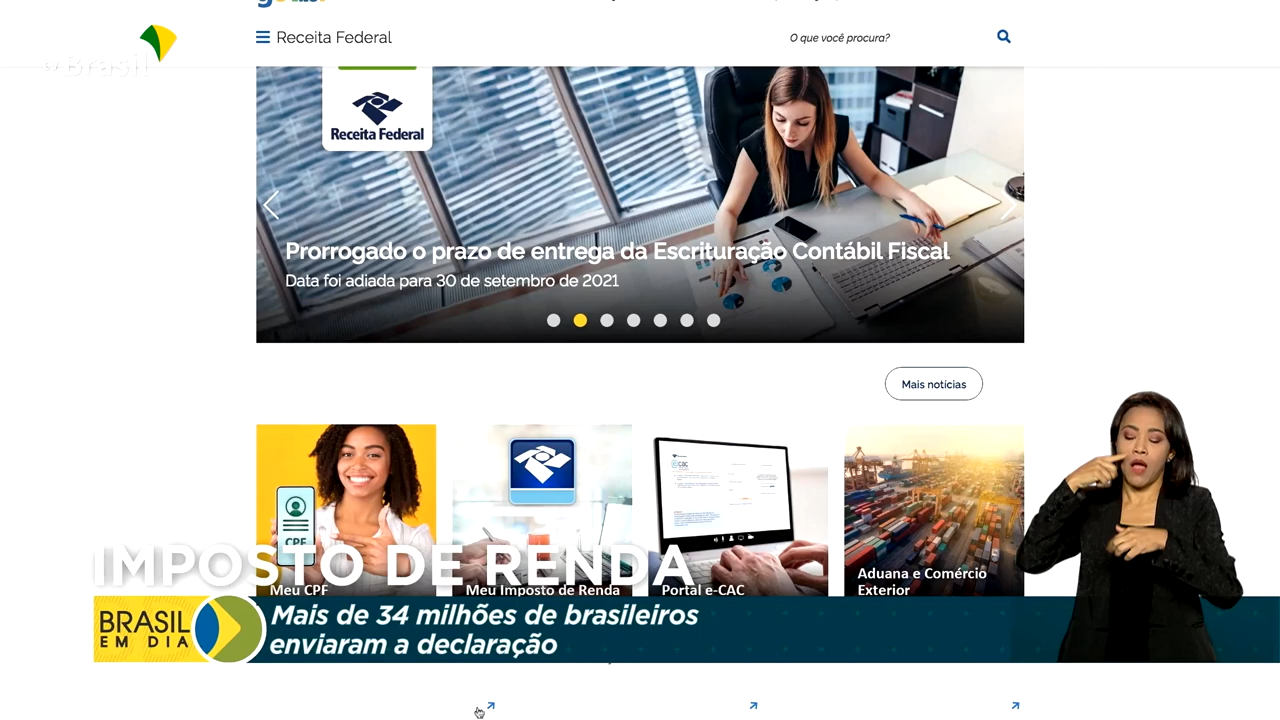 Receita Federal
O que você procura?
tv Brasil
Receita Federal
Prorrogado o prazo de entrega da Escrituração Contábil Fiscal
Data foi adiada para 30 de setembro de 2021
Mais notícias
CPF
Meu CPF
Meu Imposto de Renda
Portal e-CAC
Aduana e Comércio
Exterior
IMPOSTO DE RENDA
BRASIL
EM DIA
Mais de 34 milhões de brasileiros
enviaram a declaração